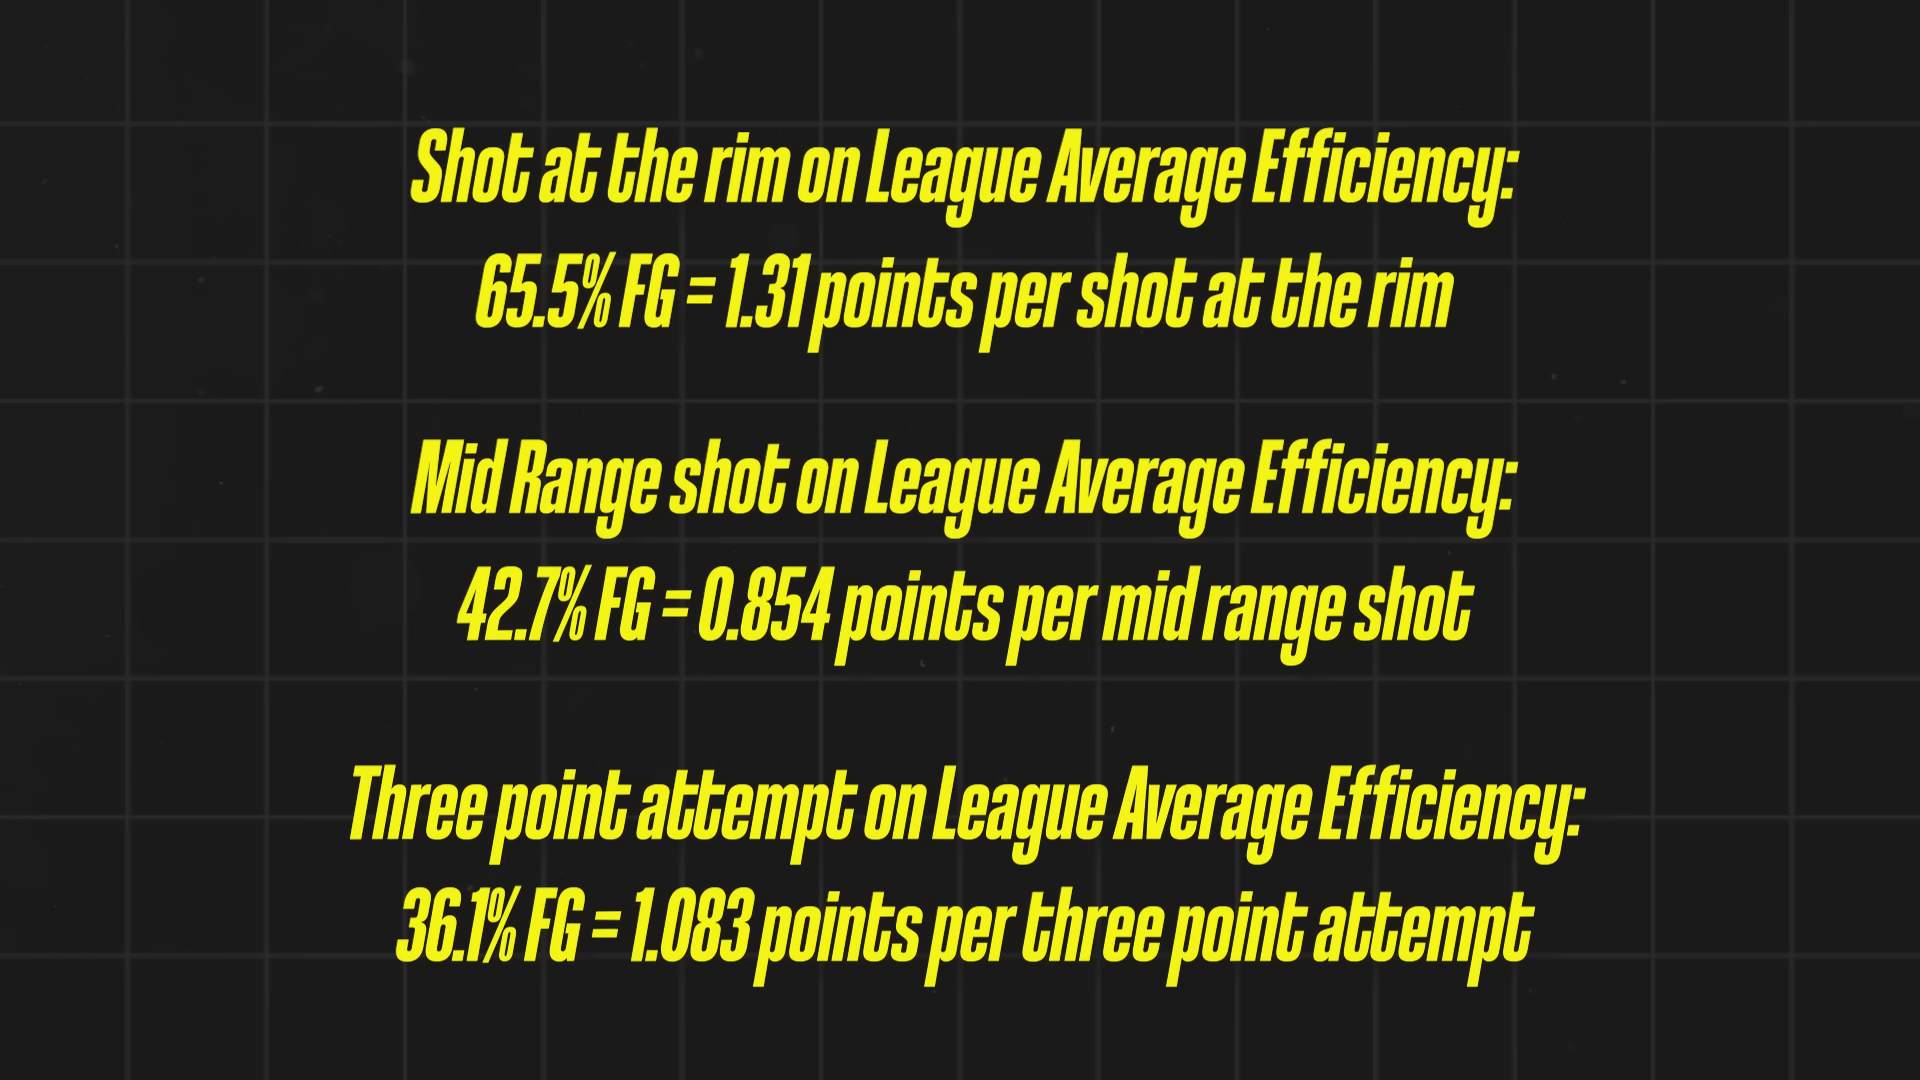 Shot at the rim on League Average Efficiency:
65.5% FG = 1.31 points per shot at the rim
Mid Range shot on League Average Efficiency:
42.7% FG = 0.854 points per mid range shot
Three point attempt on League Average Efficiency:
36.1% FG = 1.083 points per three point attempt